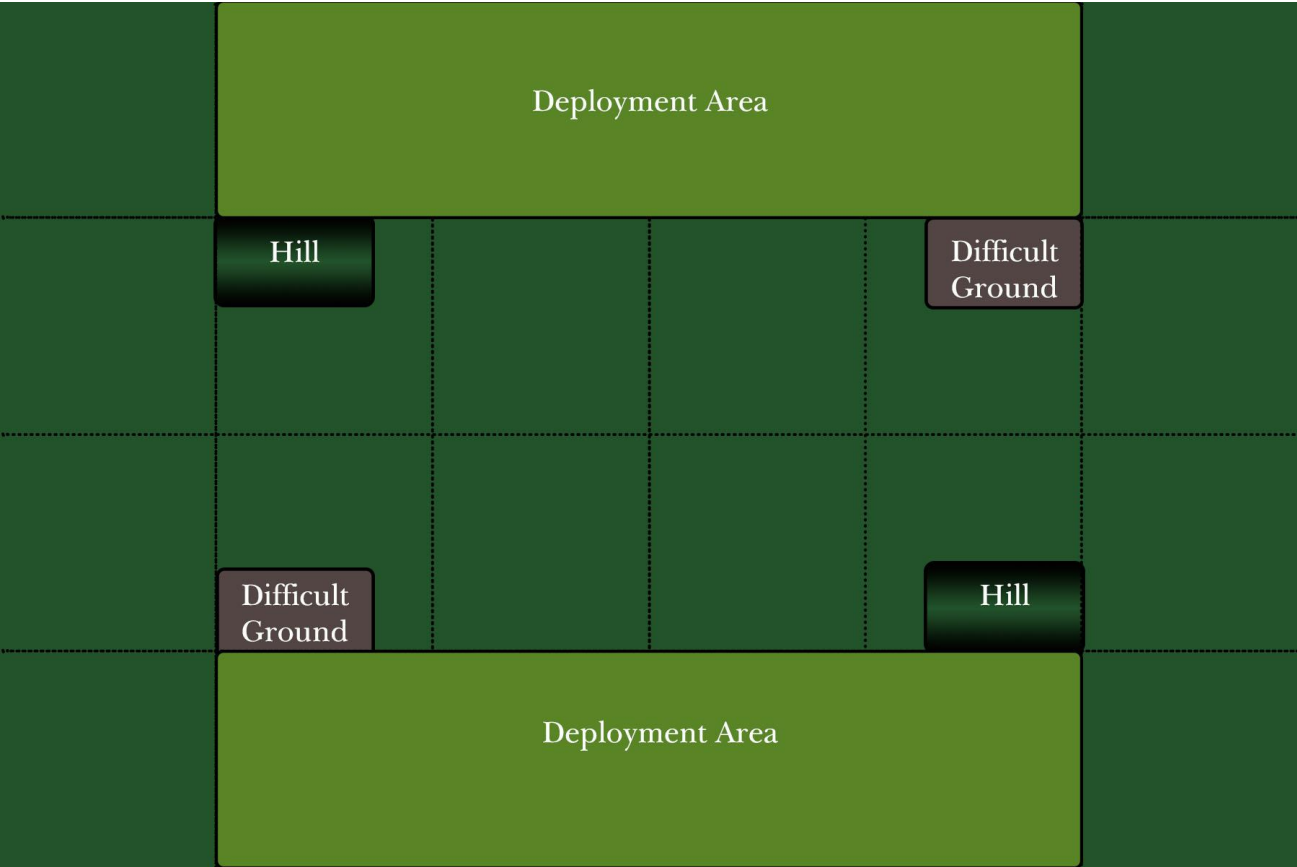 Deployment Area
Hill
Difficult
Ground
Difficult
Ground
Hill
Deployment Area